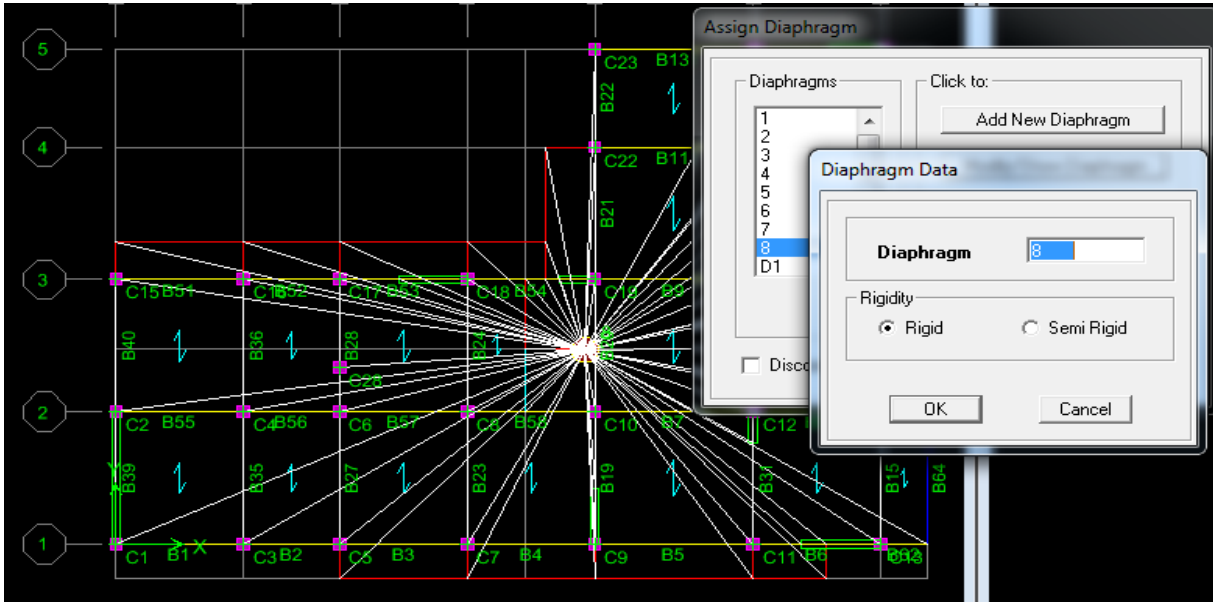 Assign Diaphragm
Diaphragms
Click to:
1
2
3
4
5
6
7
8
D1
Add New Diaphragm
Disco
Diaphragm Data
Diaphragm
8
Rigidity
Rigid
Semi Rigid
OK
Cancel
5
C23 B13
B22
4
C22 B11
B21
3
C15 B51 B52 C17 B53 C18 B54 C19 B9
B40 B36 B28 B24
C28
2
C2 B55 C4 B56 C6 B57 C8 B58 C10 B7 C12
B39 B35 B27 B23 B19 B31 B15 B64
1
C1 B1 X C3 B2 C5 B3 C7 B4 C9 B5 C11 B6